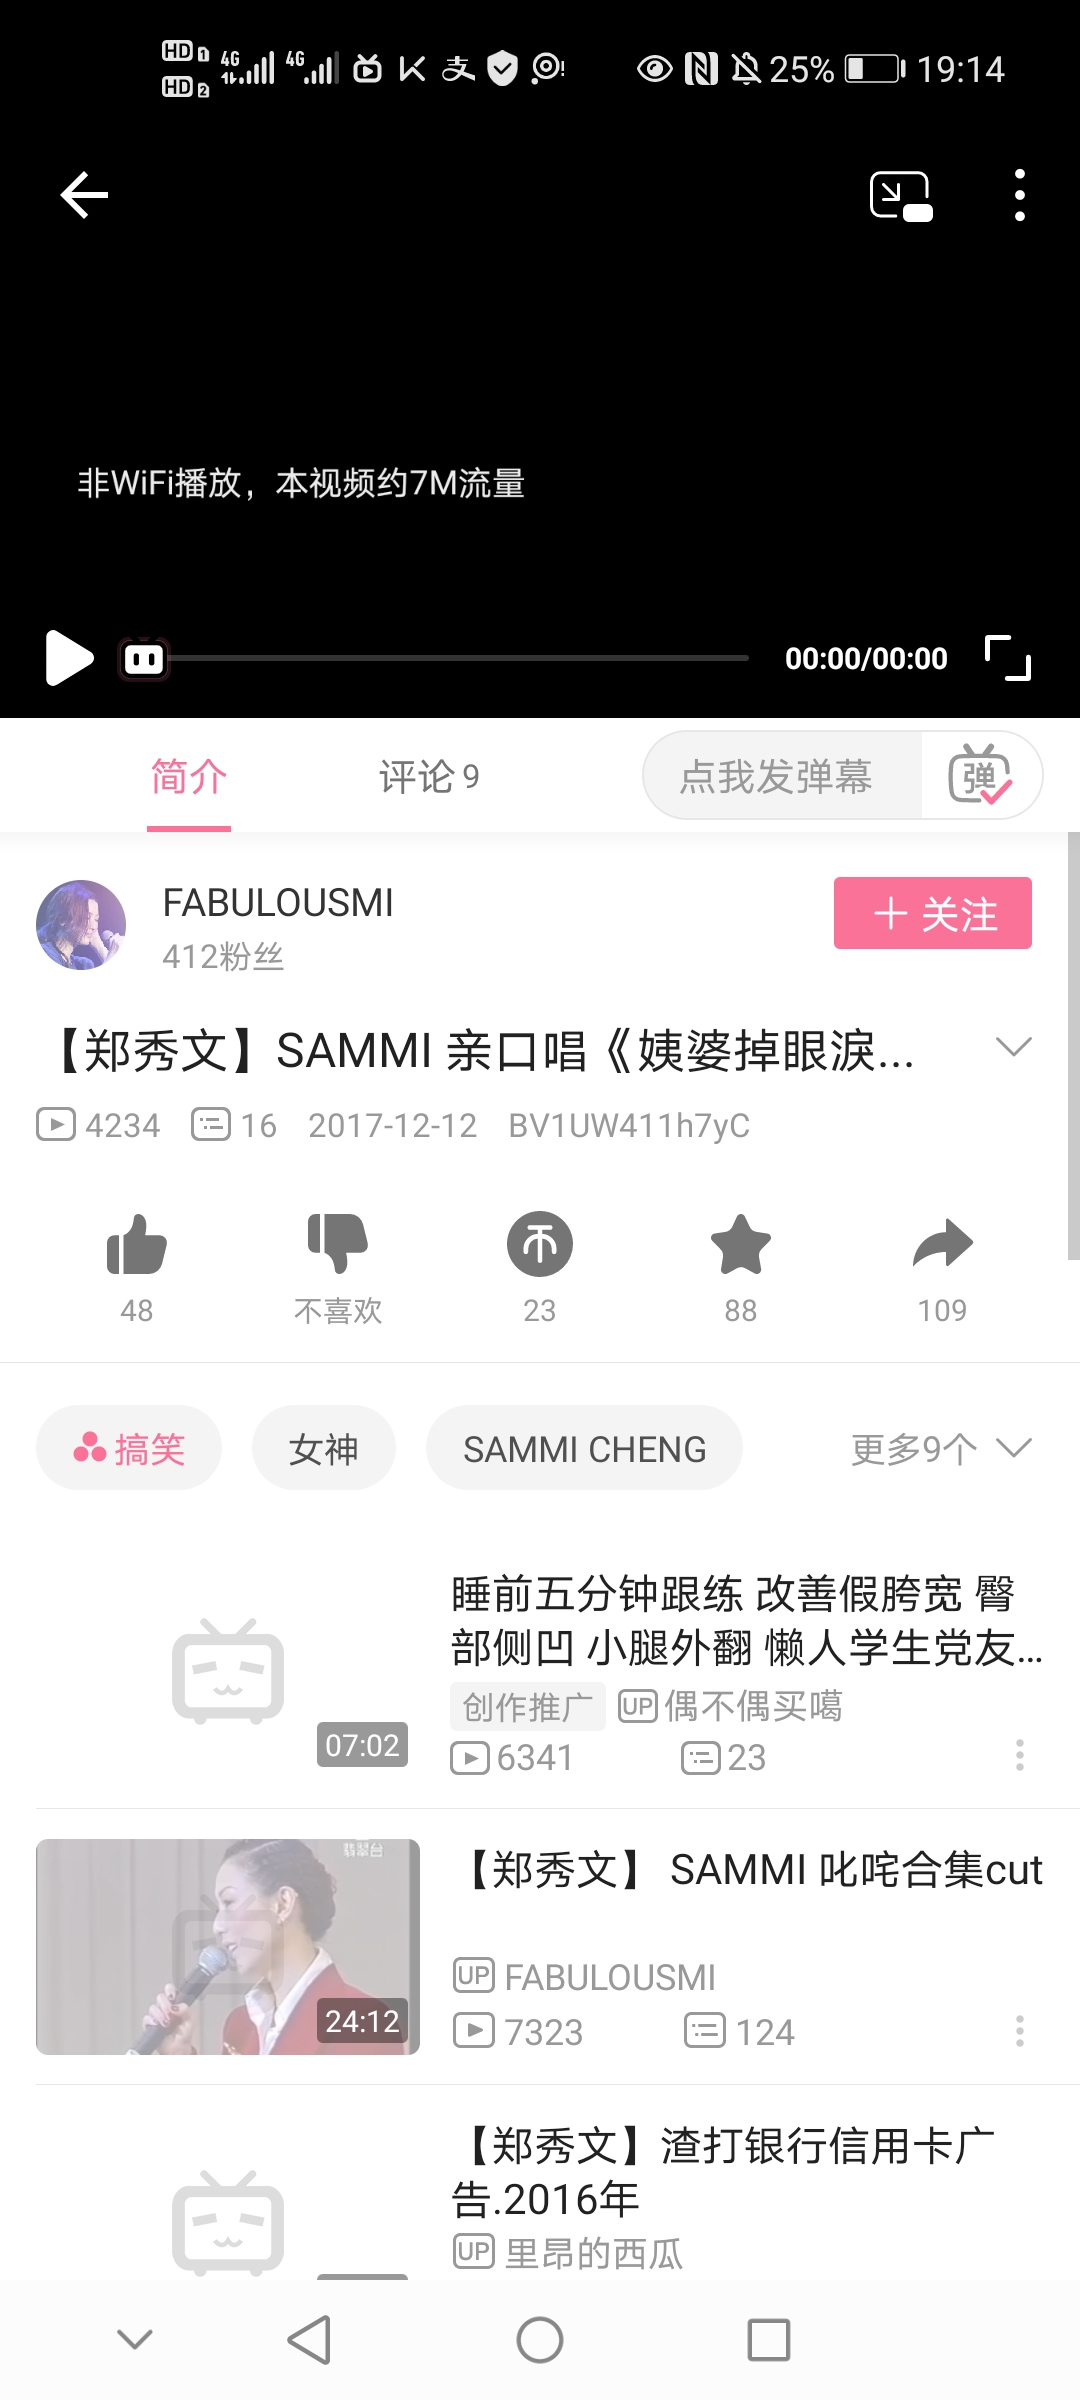 HD 1 4G 4G 25% 19:14
HD 2
非WiFi播放，本视频约7M流量
00:00/00:00
简介 评论 9 点我发弹幕 弹
FABULOUSMI
412粉丝
关注
【郑秀文】SAMMI 亲口唱《姨婆掉眼淚...
4234 16 2017-12-12 BV1UW411h7yC
48 不喜欢 23 88 109
搞笑 女神 SAMMI CHENG 更多9个
睡前五分钟跟练 改善假胯宽 臀
部侧凹 小腿外翻 懒人学生党友...
创作推广 UP 偶不偶买噶
07:02
6341 23
翡翠台
【郑秀文】 SAMMI 叱咤合集cut
UP FABULOUSMI
24:12
7323 124
【郑秀文】渣打银行信用卡广
告.2016年
UP 里昂的西瓜